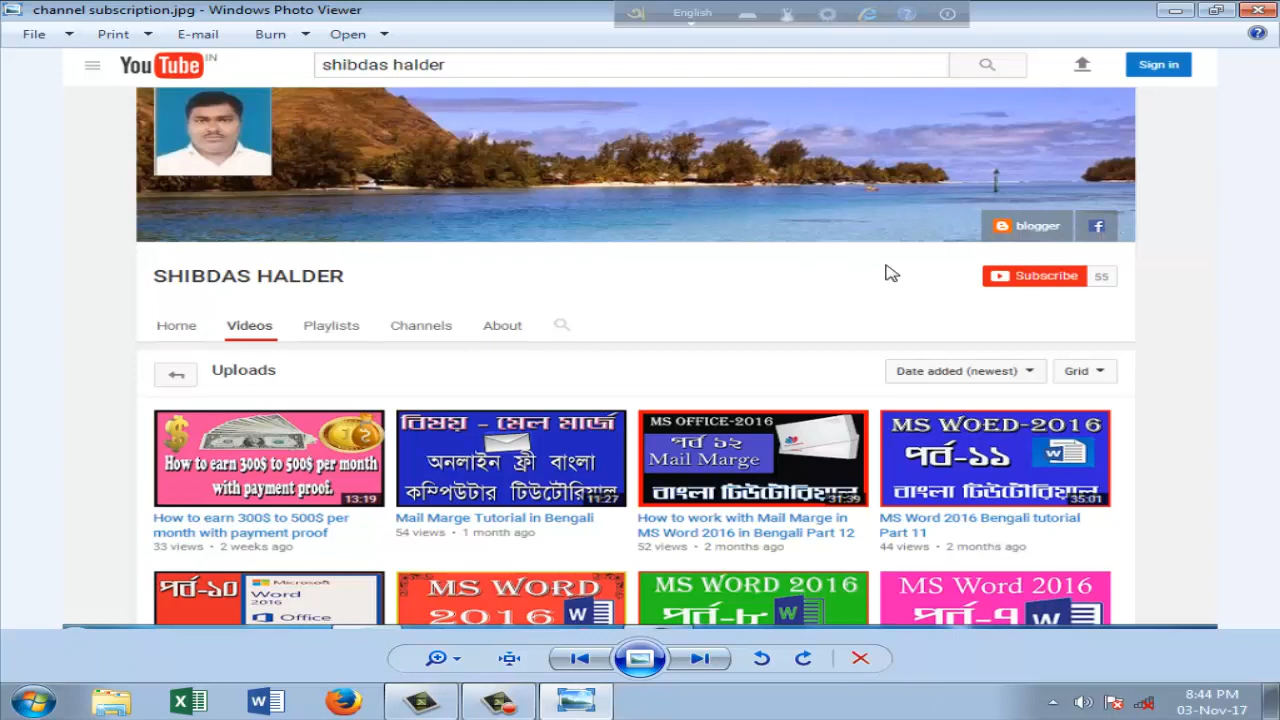 channel subscription.jpg - Windows Photo Viewer
English
File Print E-mail Burn Open
YouTube IN
shibdas halder
Sign in
blogger
SHIBDAS HALDER
Subscribe 55
Home Videos Playlists Channels About
Uploads
Date added (newest) Grid
How to earn 300$ to 500$ per month
with payment proof.
13:19
বিষয় - মেল মার্জ
অনলাইন ফ্রী বাংলা
কম্পিউটার টিউটোরিয়াল
11:27
MS OFFICE-2016
পর্ব ১২
Mail Marge
বাংলা টিউটোরিয়াল
31:39
MS WOED-2016
পর্ব-১১
বাংলা টিউটোরিয়াল
35:01
How to earn 300$ to 500$ per
month with payment proof
33 views • 2 weeks ago
Mail Marge Tutorial in Bengali
54 views • 1 month ago
How to work with Mail Marge in
MS Word 2016 in Bengali Part 12
52 views • 2 months ago
MS Word 2016 Bengali tutorial
Part 11
44 views • 2 months ago
পর্ব-১০
Microsoft
Word
2016
Office
MS WORD
2016
MS WORD 2016
পর্ব-৮
MS Word 2016
পর্ব-৭
8:44 PM
03-Nov-17